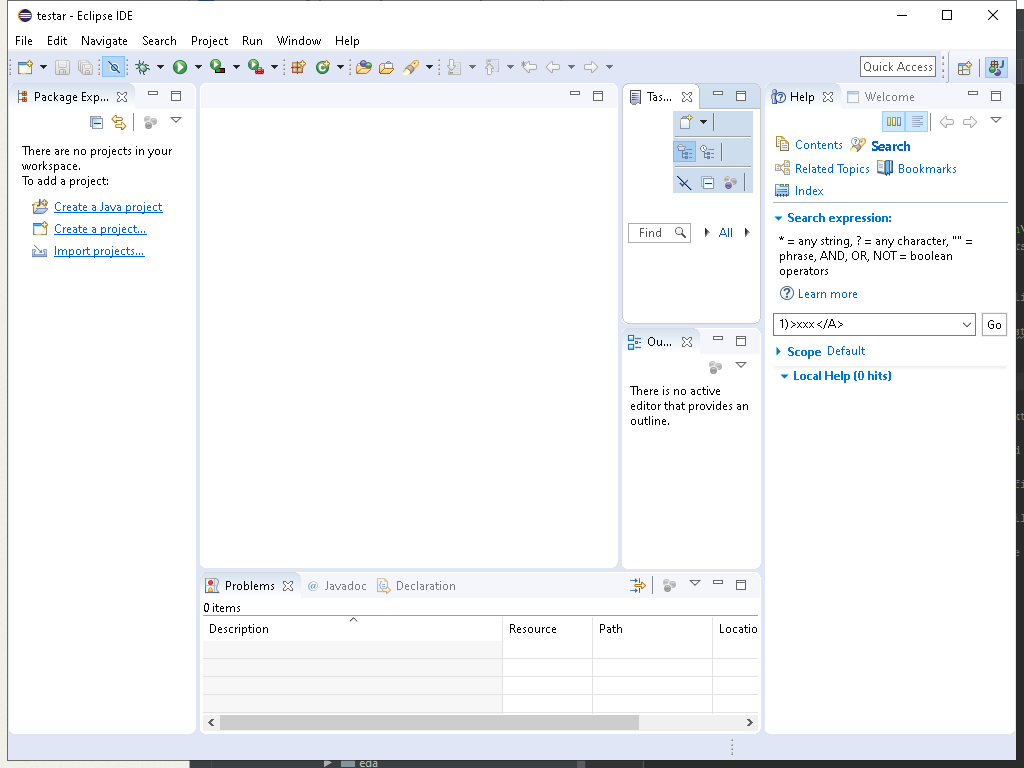 testar - Eclipse IDE
File Edit Navigate Search Project Run Window Help
Quick Access
Package Exp...
There are no projects in your
workspace.
To add a project:
Create a Java project
Create a project...
Import projects...
Tas...
Find
All
Ou...
There is no active
editor that provides an
outline.
Help
Welcome
Contents
Search
Related Topics
Bookmarks
Index
Search expression:
* = any string, ? = any character, "" =
phrase, AND, OR, NOT = boolean
operators
Learn more
1)>xxx</A>
Go
Scope Default
Local Help (0 hits)
Problems
@ Javadoc
Declaration
0 items
Description Resource Path Locatio
eda